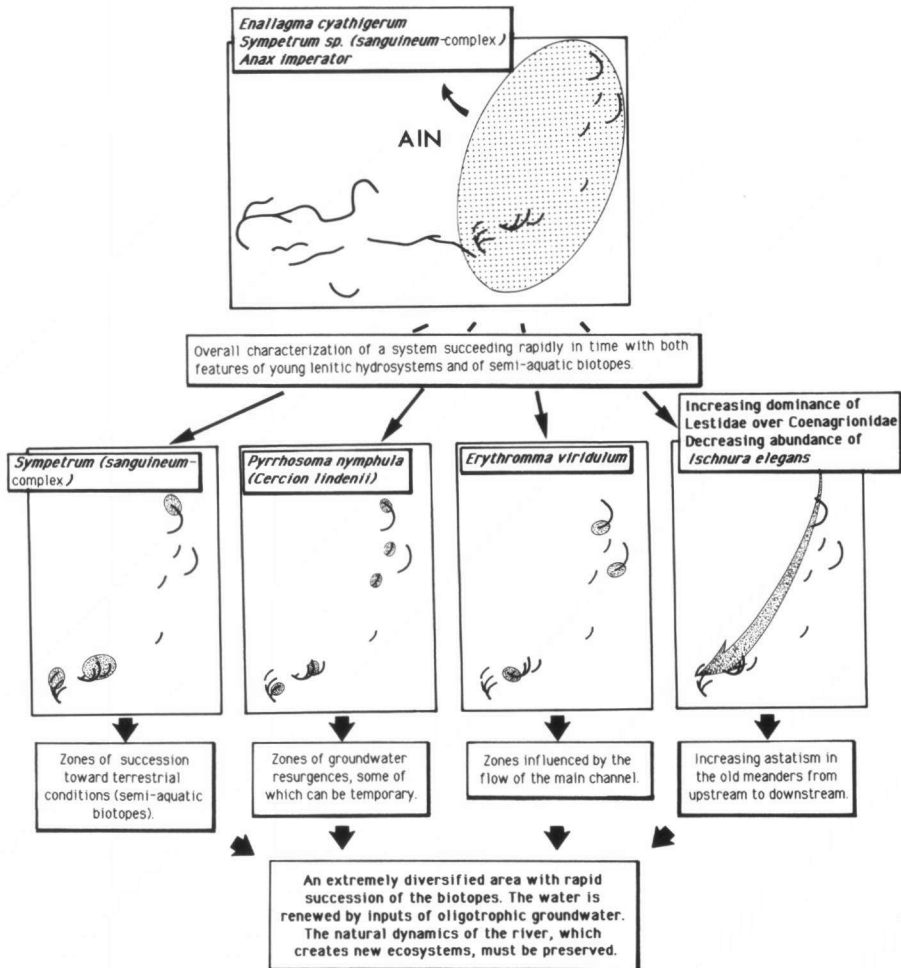 Enallagma cyathigerum
Sympetrum sp. (sanguineum-complex)
Anax imperator
AIN
Overall characterization of a system succeeding rapidly in time with both
features of young lenitic hydrosystems and of semi-aquatic biotopes.
Sympetrum (sanguineum-
complex)
Pyrrhosoma nymphula
(Cercion lindenii)
Erythromma viridulum
Increasing dominance of
Lestidae over Coenagrionidae
Decreasing abundance of
Ischnura elegans
Zones of succession
toward terrestrial
conditions (semi-aquatic
biotopes).
Zones of groundwater
resurgences, some of
which can be temporary.
Zones influenced by the
flow of the main channel.
Increasing astatism in
the old meanders from
upstream to downstream.
An extremely diversified area with rapid
succession of the biotopes. The water is
renewed by inputs of oligotrophic groundwater.
The natural dynamics of the river, which
creates new ecosystems, must be preserved.